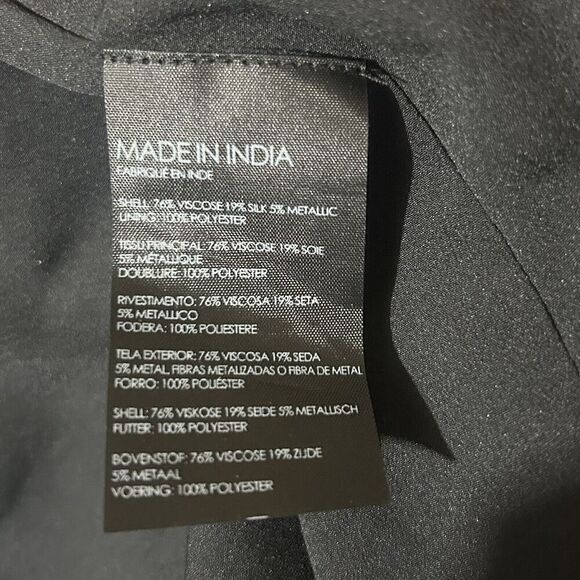 MADE IN INDIA
FABRIQUÉ EN INDE
SHELL: 76% VISCOSE 19% SILK 5% METALLIC
LINING: 100% POLYESTER
TISSU PRINCIPAL: 76% VISCOSE 19% SOIE
5% MÉTALLIQUE
DOUBLURE: 100% POLYESTER
RIVESTIMENTO: 76% VISCOSA 19% SETA
5% METALLICO
FODERA: 100% POLIESTERE
TELA EXTERIOR: 76% VISCOSA 19% SEDA
5% METAL, FIBRAS METALIZADAS O FIBRA DE METAL
FORRO: 100% POLIÉSTER
SHELL: 76% VISKOSE 19% SEIDE 5% METALLISCH
FUTTER: 100% POLYESTER
BOVENSTOF: 76% VISCOSE 19% ZIJDE
5% METAAL
VOERING: 100% POLYESTER